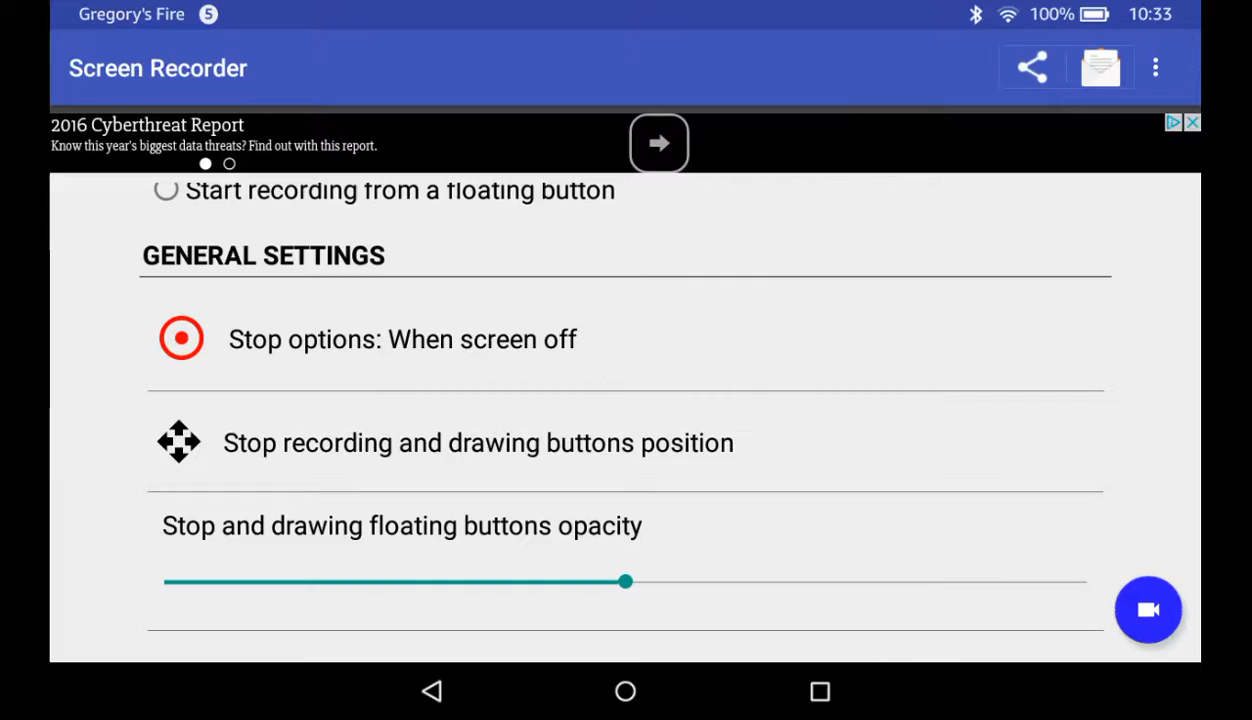 Gregory's Fire 5 100% 10:33
Screen Recorder
2016 Cyberthreat Report
Know this year's biggest data threats? Find out with this report.
Start recording from a floating button
GENERAL SETTINGS
Stop options: When screen off
Stop recording and drawing buttons position
Stop and drawing floating buttons opacity